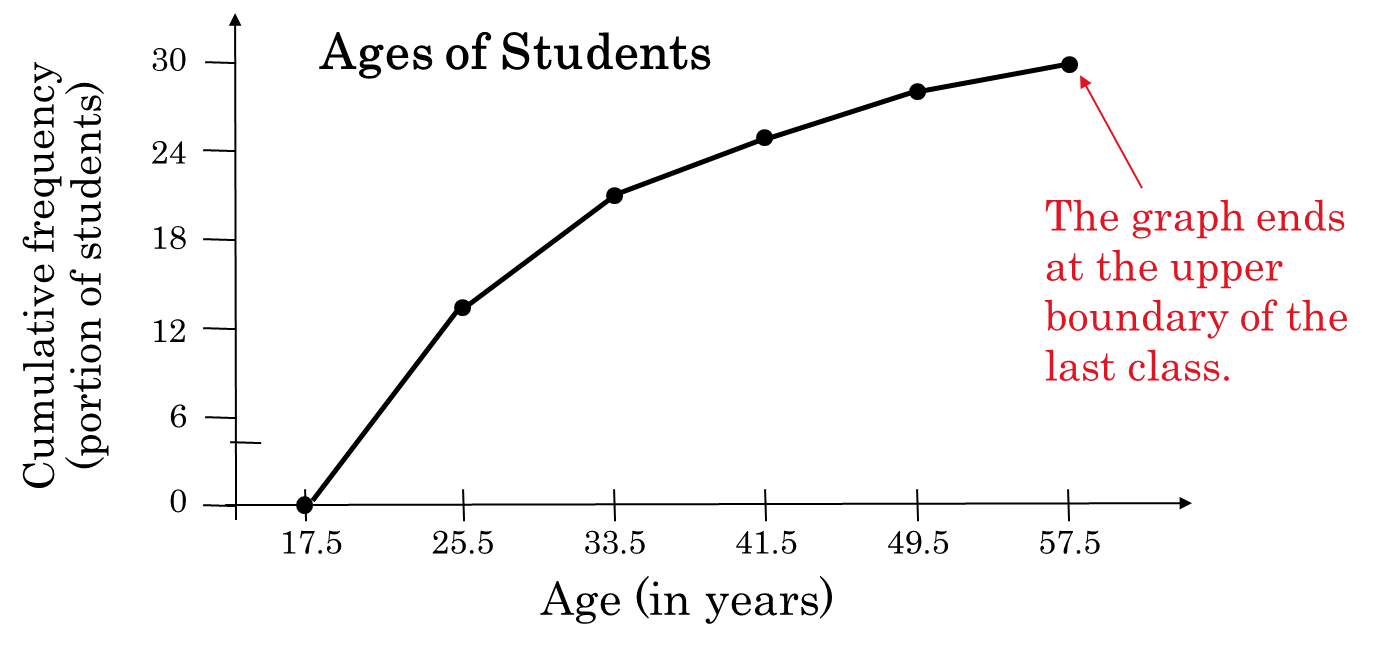 Ages of Students
Cumulative frequency
(portion of students)
30
24
18
12
6
0
17.5 25.5 33.5 41.5 49.5 57.5
Age (in years)
The graph ends
at the upper
boundary of the
last class.